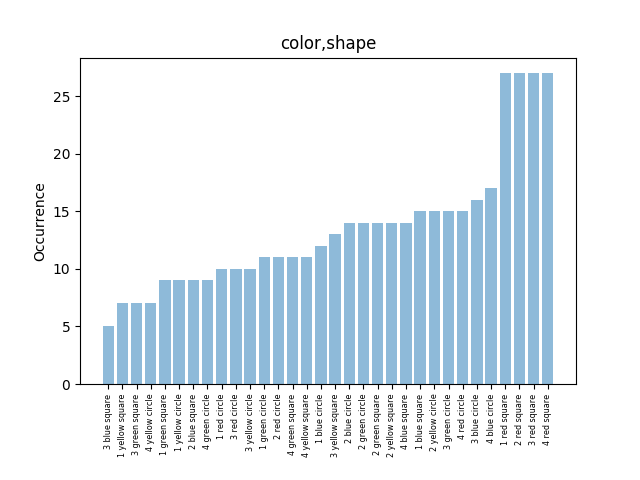 color,shape
Occurrence
25
20
15
10
5
0
3 blue square
1 yellow square
3 green square
4 yellow circle
1 green square
1 yellow circle
2 blue square
4 green circle
1 red circle
3 red circle
3 yellow circle
1 green circle
2 red circle
4 green square
4 yellow square
1 blue circle
3 yellow square
2 blue circle
2 green circle
2 green square
2 yellow square
4 blue square
1 blue square
2 yellow circle
3 green circle
4 red circle
3 blue circle
4 blue circle
1 red square
2 red square
3 red square
4 red square